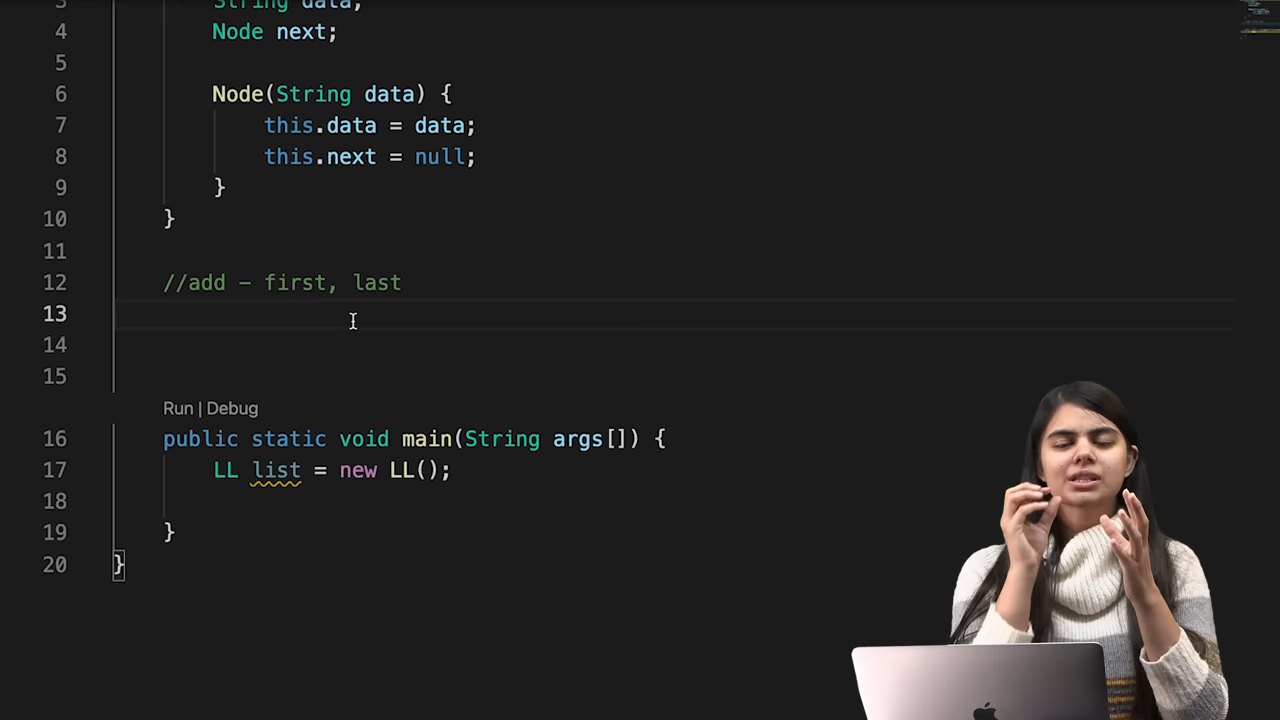 3 String data;
4 Node next;
5
6 Node(String data) {
7 this.data = data;
8 this.next = null;
9 }
10 }
11
12 //add - first, last
13
14
15
Run | Debug
16 public static void main(String args[]) {
17 LL list = new LL();
18
19 }
20 }